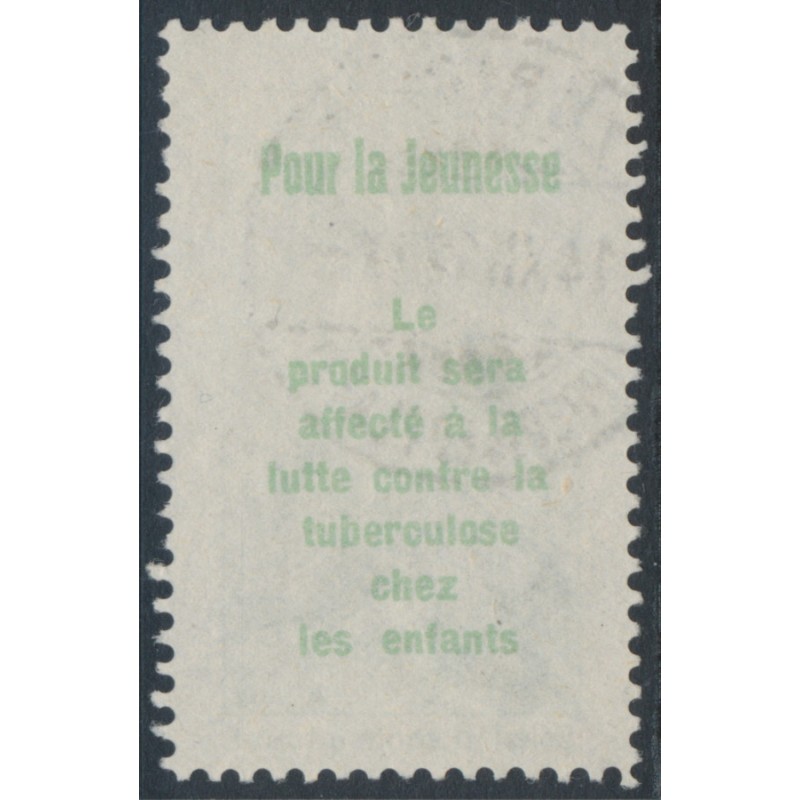 Pour la Jeunesse
Le
produit sera
affecté à la
lutte contre la
tuberculose
chez
les enfants